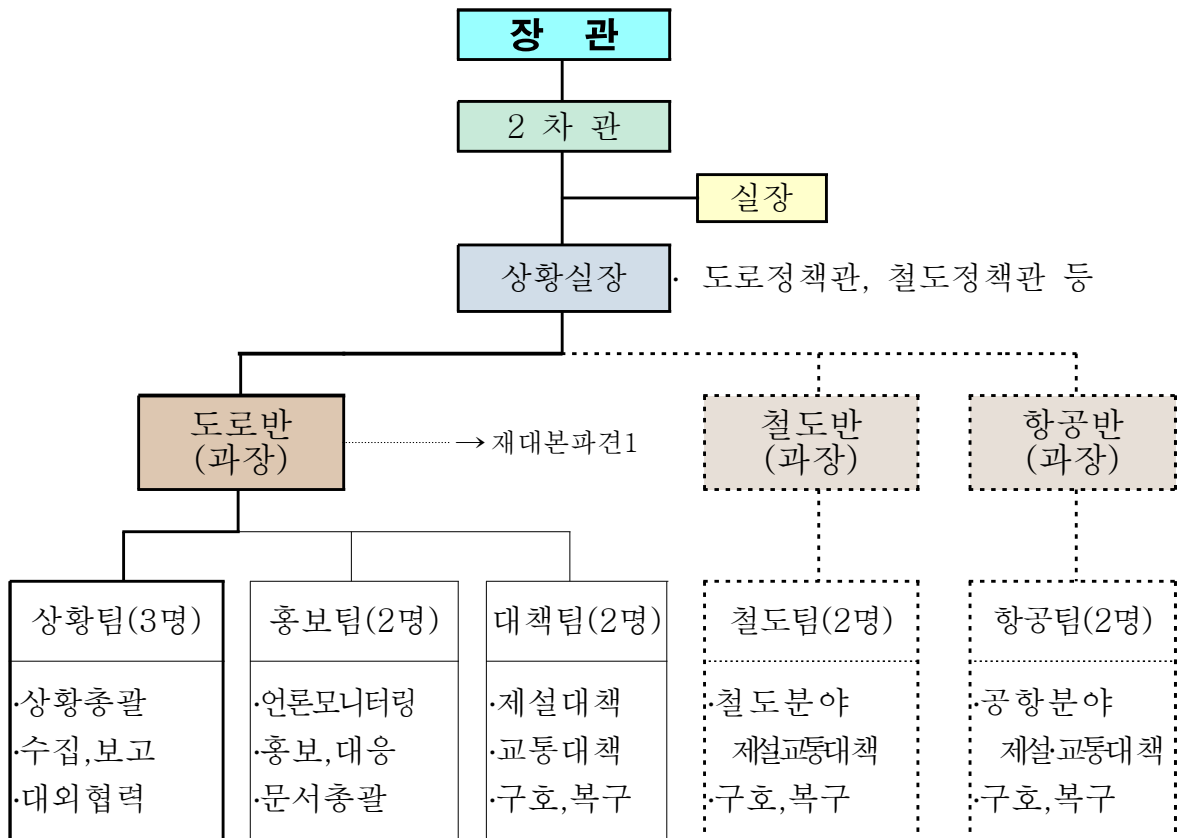 장 관
2 차 관
실장
상황실장
· 도로정책관, 철도정책관 등
도로반
(과장)
→ 재대본파견1
철도반
(과장)
항공반
(과장)
상황팀(3명)
·상황총괄
·수집,보고
·대외협력
홍보팀(2명)
·언론모니터링
·홍보,대응
·문서총괄
대책팀(2명)
·제설대책
·교통대책
·구호,복구
철도팀(2명)
·철도분야
제설·교통대책
·구호,복구
항공팀(2명)
·공항분야
제설·교통대책
·구호,복구